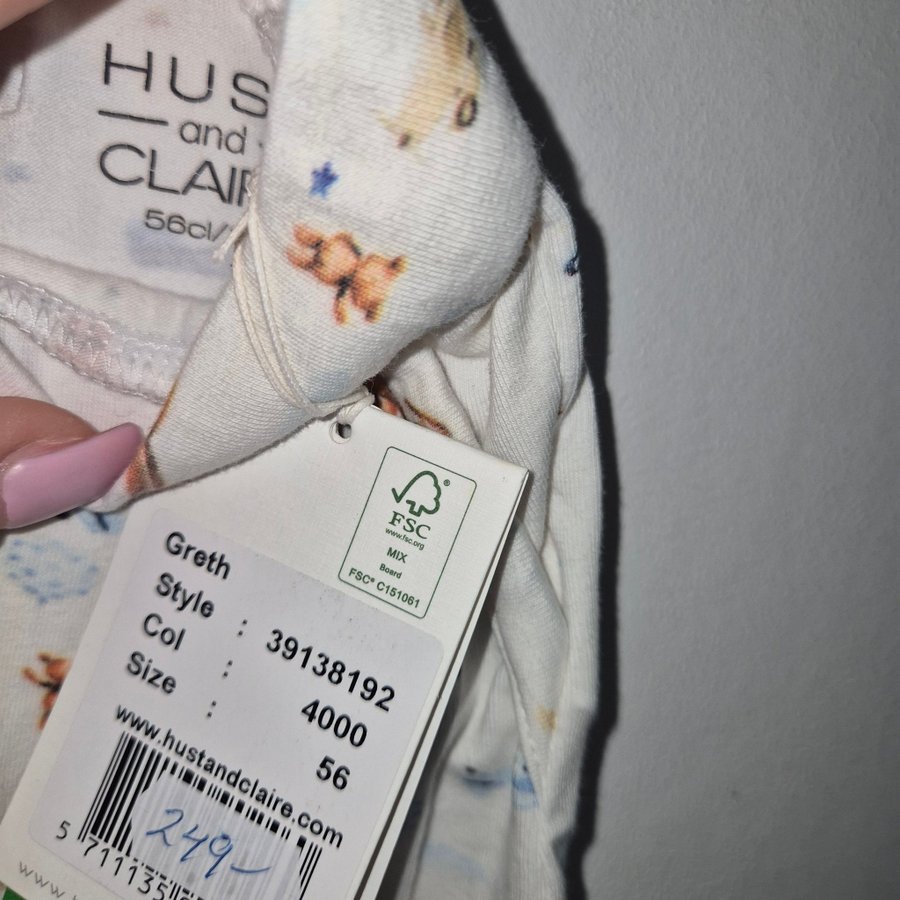 HUS
and
CLAIR
56cl/
FSC®
www.fsc.org
MIX
Board
FSC® C151061
Greth
Style : 39138192
Col : 4000
Size : 56
www.hustandclaire.com
249-
5 711135
www.